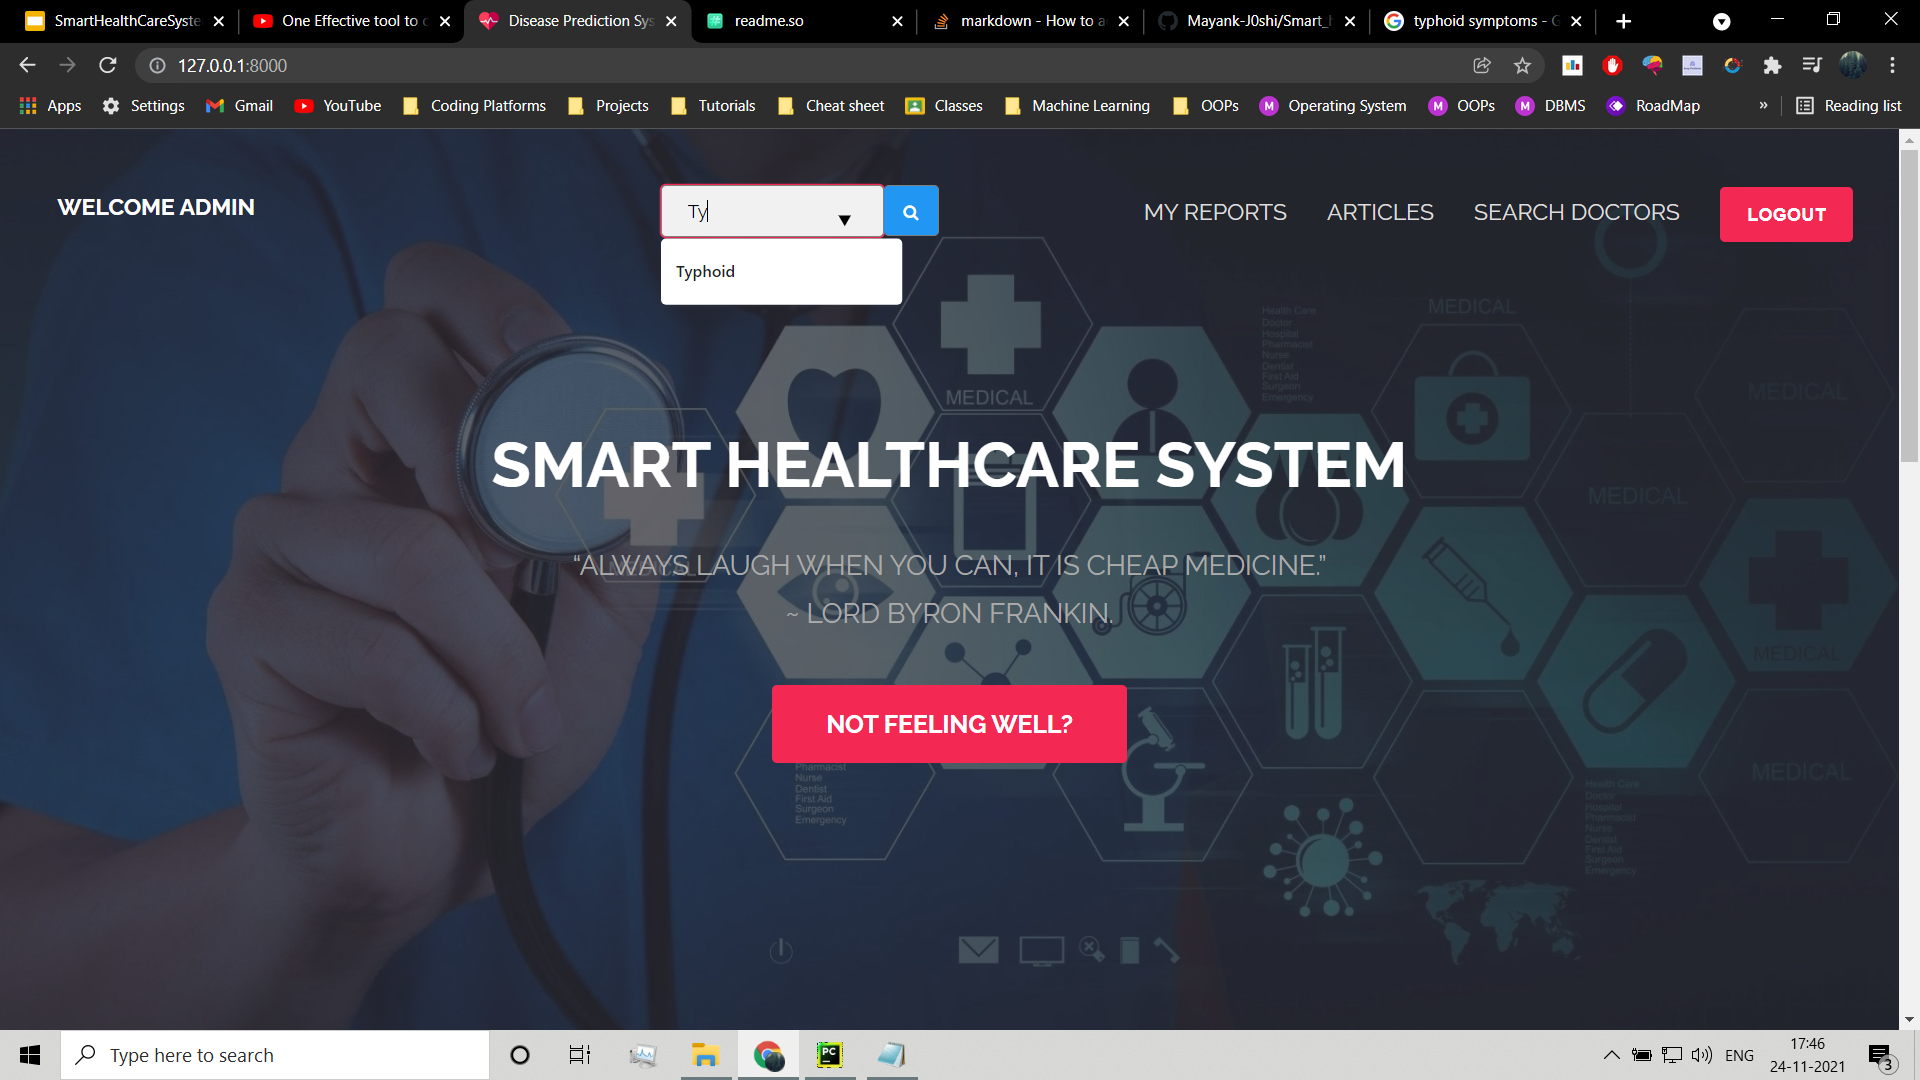 SmartHealthCareSyste
One Effective tool to
Disease Prediction Sys
readme.so
markdown - How to a
Mayank-J0shi/Smart_
typhoid symptoms - G
127.0.0.1:8000
Apps
Settings
Gmail
YouTube
Coding Platforms
Projects
Tutorials
Cheat sheet
Classes
Machine Learning
OOPs
Operating System
OOPs
DBMS
RoadMap
»
Reading list
WELCOME ADMIN
Ty
MY REPORTS
ARTICLES
SEARCH DOCTORS
LOGOUT
Typhoid
MEDICAL
Health Care
Doctor
Hospital
Pharmacist
Nurse
Dentist
First Aid
Surgeon
Emergency
MEDICAL
MEDICAL
SMART HEALTHCARE SYSTEM
MEDICAL
“ALWAYS LAUGH WHEN YOU CAN, IT IS CHEAP MEDICINE.”
~ LORD BYRON FRANKIN.
MEDICAL
NOT FEELING WELL?
Pharmacist
Nurse
Dentist
First Aid
Surgeon
Emergency
MEDICAL
Health Care
Doctor
Hospital
Pharmacist
Nurse
Dentist
First Aid
Surgeon
Emergency
Type here to search
PC
ENG
17:46
24-11-2021
3